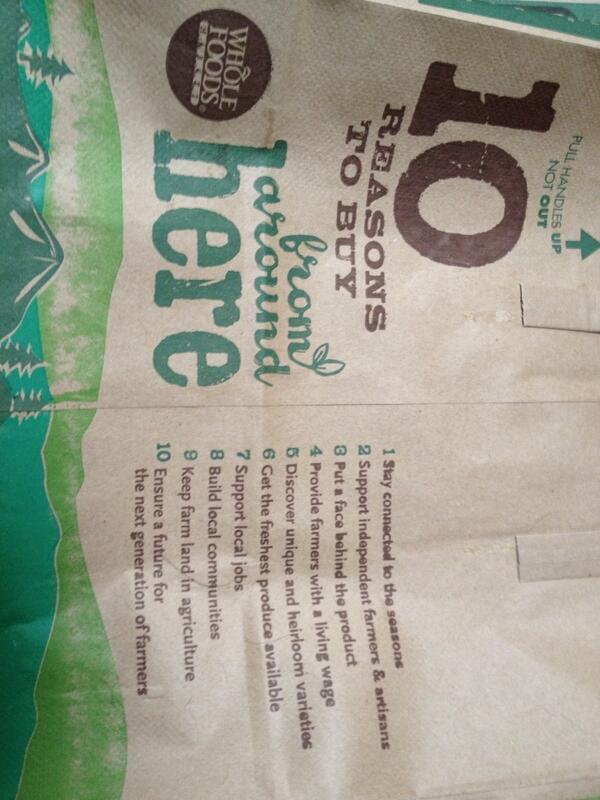 PULL HANDLES UP
NOT OUT
10
REASONS
TO BUY
from
around
here
WHOLE
FOODS
MARKET
1 Stay connected to the seasons
2 Support independent farmers & artisans
3 Put a face behind the product
4 Provide farmers with a living wage
5 Discover unique and heirloom varieties
6 Get the freshest produce available
7 Support local jobs
8 Build local communities
9 Keep farm land in agriculture
10 Ensure a future for
the next generation of farmers